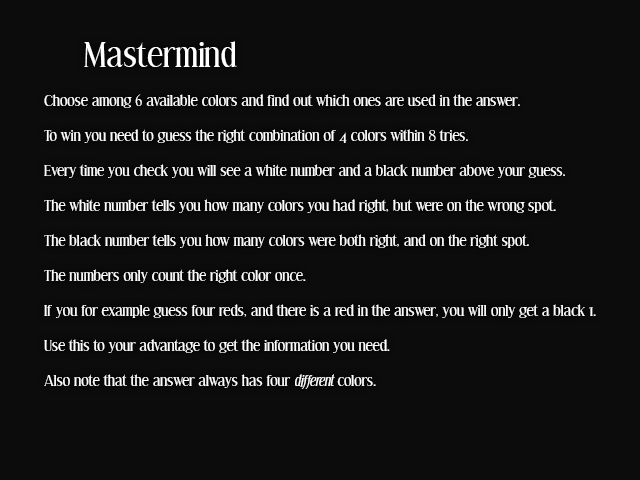 Mastermind
Choose among 6 available colors and find out which ones are used in the answer.
To win you need to guess the right combination of 4 colors within 8 tries.
Every time you check you will see a white number and a black number above your guess.
The white number tells you how many colors you had right, but were on the wrong spot.
The black number tells you how many colors were both right, and on the right spot.
The numbers only count the right color once.
If you for example guess four reds, and there is a red in the answer, you will only get a black 1.
Use this to your advantage to get the information you need.
Also note that the answer always has four different colors.